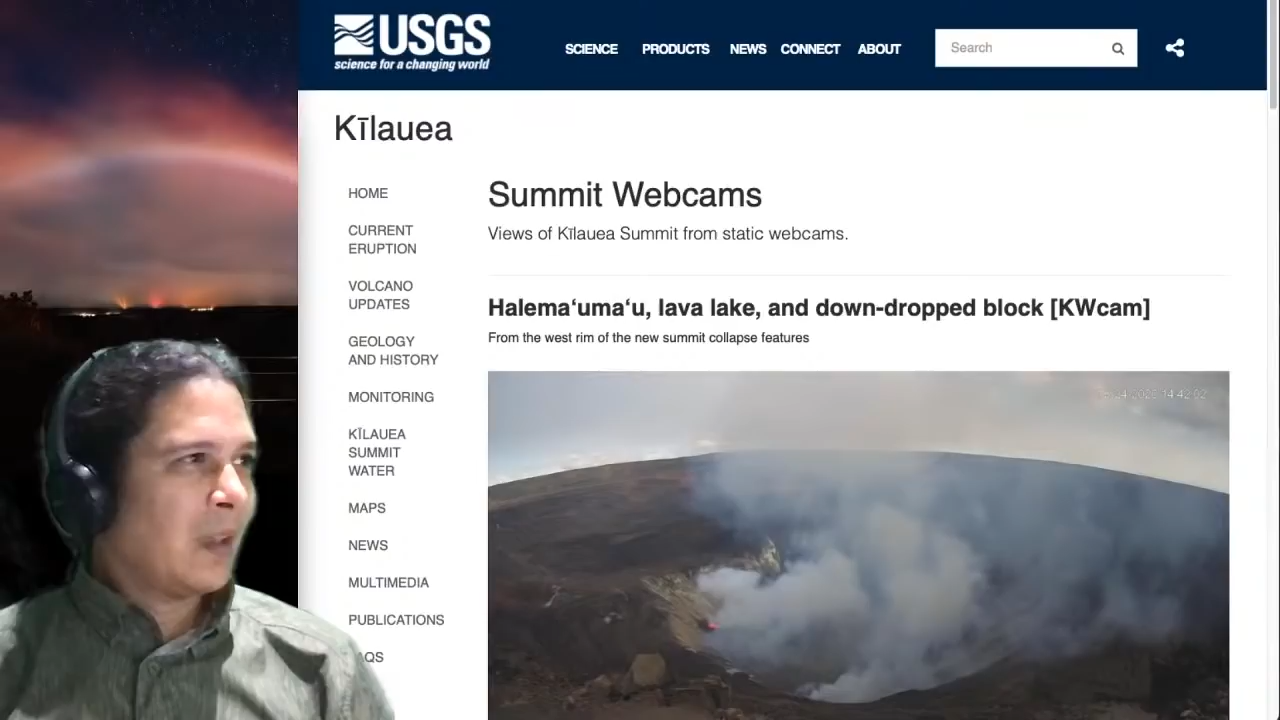 USGS
science for a changing world
SCIENCE PRODUCTS NEWS CONNECT ABOUT
Search
Kīlauea
HOME
CURRENT
ERUPTION
VOLCANO
UPDATES
GEOLOGY
AND HISTORY
MONITORING
KĪLAUEA
SUMMIT
WATER
MAPS
NEWS
MULTIMEDIA
PUBLICATIONS
Summit Webcams
Views of Kīlauea Summit from static webcams.
Halemaʻumaʻu, lava lake, and down-dropped block [KWcam]
From the west rim of the new summit collapse features